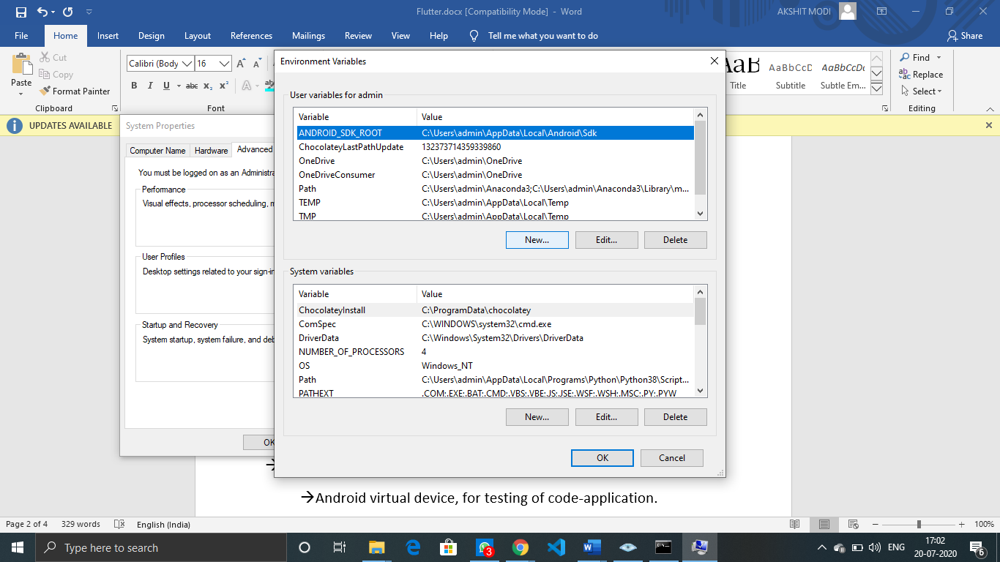 Flutter.docx [Compatibility Mode] - Word
AKSHIT MODI
File Home Insert Design Layout References Mailings Review View Help Tell me what you want to do Share
Paste
Cut
Copy
Format Painter
Clipboard
Calibri (Body 16
B I U abc x₂ x²
Font
AaB AaBbCcD AaBbCcDc
Title Subtitle Subtle Em...
Find
Replace
Select
Editing
UPDATES AVAILABLE
System Properties
Computer Name Hardware Advanced
You must be logged on as an Administra
Performance
Visual effects, processor scheduling, m
User Profiles
Desktop settings related to your sign-in
Startup and Recovery
System startup, system failure, and deb
OK
Environment Variables
User variables for admin
Variable Value
ANDROID_SDK_ROOT C:\Users\admin\AppData\Local\Android\Sdk
ChocolateyLastPathUpdate 132373714359339860
OneDrive C:\Users\admin\OneDrive
OneDriveConsumer C:\Users\admin\OneDrive
Path C:\Users\admin\Anaconda3;C:\Users\admin\Anaconda3\Library\m...
TEMP C:\Users\admin\AppData\Local\Temp
TMP C:\Users\admin\AppData\Local\Temp
New... Edit... Delete
System variables
Variable Value
ChocolateyInstall C:\ProgramData\chocolatey
ComSpec C:\WINDOWS\system32\cmd.exe
DriverData C:\Windows\System32\Drivers\DriverData
NUMBER_OF_PROCESSORS 4
OS Windows_NT
Path C:\Users\admin\AppData\Local\Programs\Python\Python38\Script...
PATHEXT .COM;.EXE;.BAT;.CMD;.VBS;.VBE;.JS;.JSE;.WSF;.WSH;.MSC;.PY;.PYW
New... Edit... Delete
OK Cancel
→Android virtual device, for testing of code-application.
Page 2 of 4 329 words English (India) 100%
Type here to search
3
ENG
17:02
20-07-2020
6